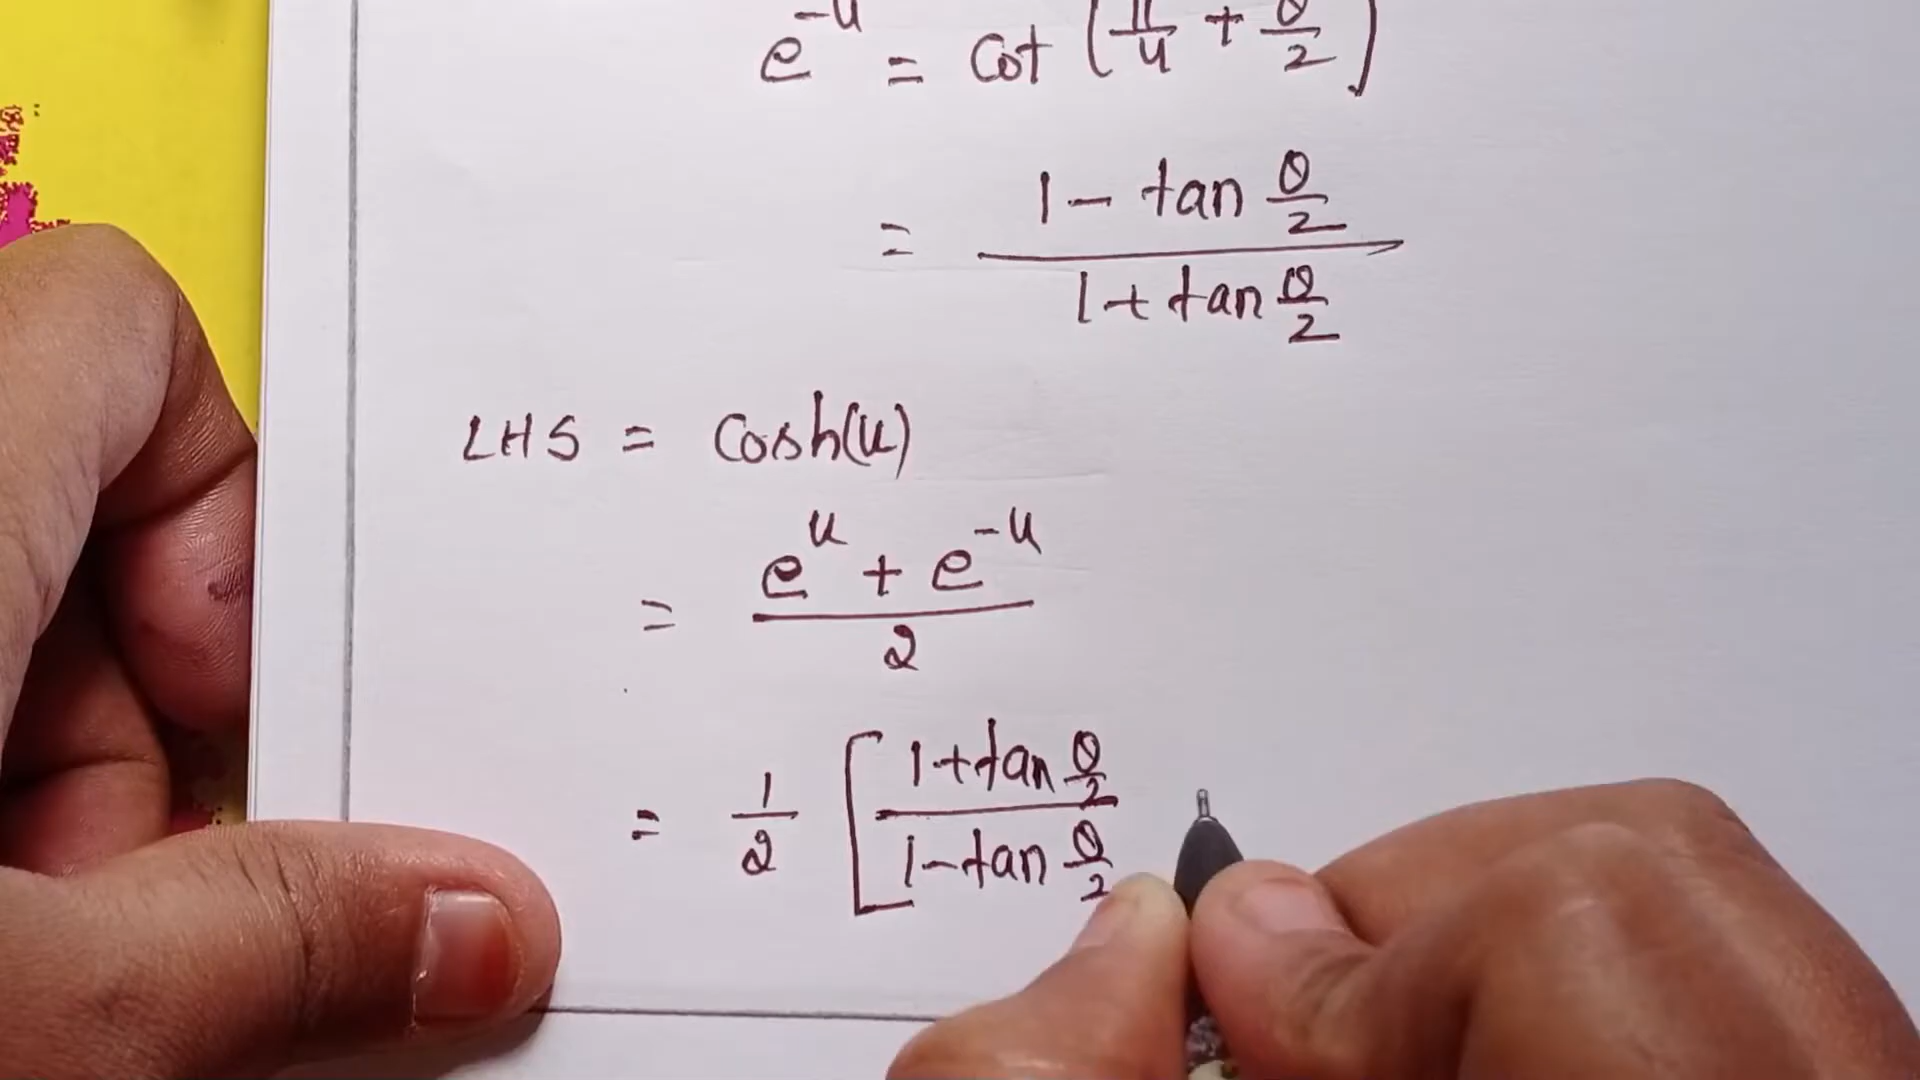 e^{-u} = cot (π/4 + θ/2)
= (1 - tan θ/2) / (1 + tan θ/2)
LHS = Cosh(u)
= (e^u + e^{-u}) / 2
= 1/2 [ (1 + tan θ/2) / (1 - tan θ/2)